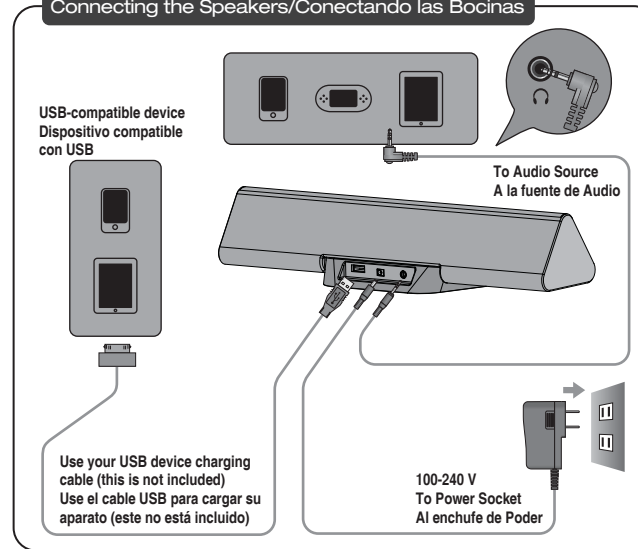 Connecting the Speakers/Conectando las Bocinas
USB-compatible device
Dispositivo compatible
con USB
To Audio Source
A la fuente de Audio
Use your USB device charging
cable (this is not included)
Use el cable USB para cargar su
aparato (este no está incluido)
100-240 V
To Power Socket
Al enchufe de Poder